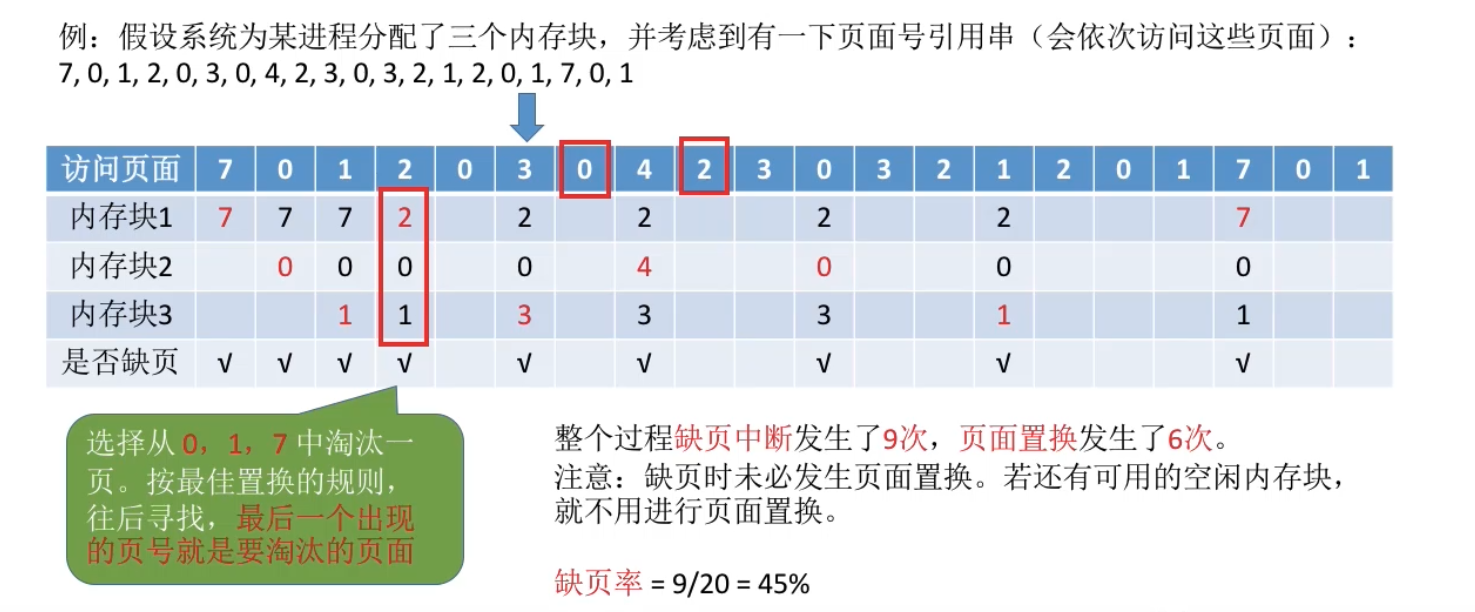 例：假设系统为某进程分配了三个内存块，并考虑到有一下页面号引用串（会依次访问这些页面）：
7, 0, 1, 2, 0, 3, 0, 4, 2, 3, 0, 3, 2, 1, 2, 0, 1, 7, 0, 1
访问页面 7 0 1 2 0 3 0 4 2 3 0 3 2 1 2 0 1 7 0 1
内存块1 7 7 7 2 2 2 2 2 7
内存块2 0 0 0 0 4 0 0 0
内存块3 1 1 3 3 3 1 1
是否缺页 √ √ √ √ √ √ √ √ √
选择从 0，1，7 中淘汰一
页。按最佳置换的规则，
往后寻找，最后一个出现
的页号就是要淘汰的页面
整个过程缺页中断发生了9次，页面置换发生了6次。
注意：缺页时未必发生页面置换。若还有可用的空闲内存块，
就不用进行页面置换。
缺页率 = 9/20 = 45%